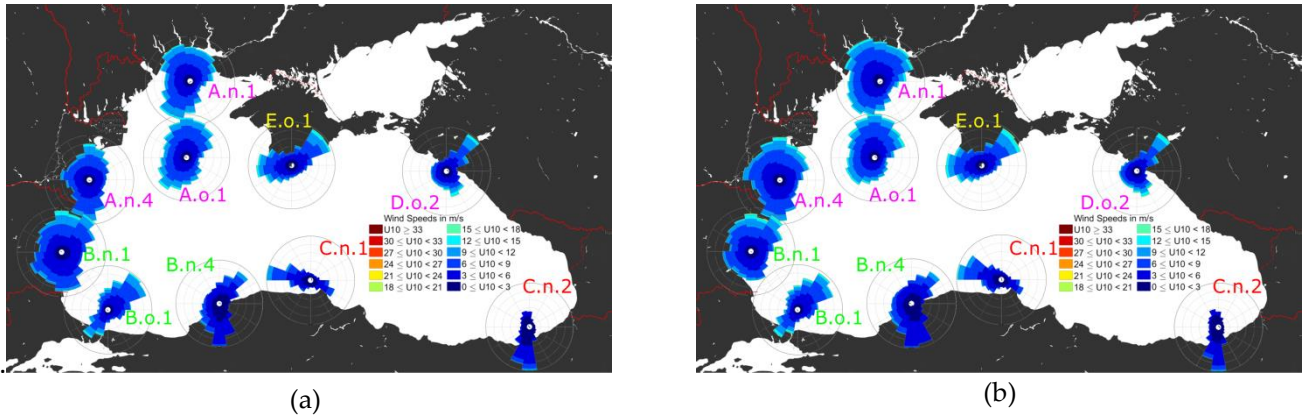 A.n.1
E.o.1
A.o.1
A.n.4
D.o.2
B.n.1
B.n.4
C.n.1
B.o.1
C.n.2
Wind Speeds in m/s
U10 ≥ 33
30 ≤ U10 < 33
27 ≤ U10 < 30
24 ≤ U10 < 27
21 ≤ U10 < 24
18 ≤ U10 < 21
15 ≤ U10 < 18
12 ≤ U10 < 15
9 ≤ U10 < 12
6 ≤ U10 < 9
3 ≤ U10 < 6
0 ≤ U10 < 3
(a)
A.n.1
E.o.1
A.o.1
A.n.4
D.o.2
B.n.1
B.n.4
C.n.1
B.o.1
C.n.2
Wind Speeds in m/s
U10 ≥ 33
30 ≤ U10 < 33
27 ≤ U10 < 30
24 ≤ U10 < 27
21 ≤ U10 < 24
18 ≤ U10 < 21
15 ≤ U10 < 18
12 ≤ U10 < 15
9 ≤ U10 < 12
6 ≤ U10 < 9
3 ≤ U10 < 6
0 ≤ U10 < 3
(b)